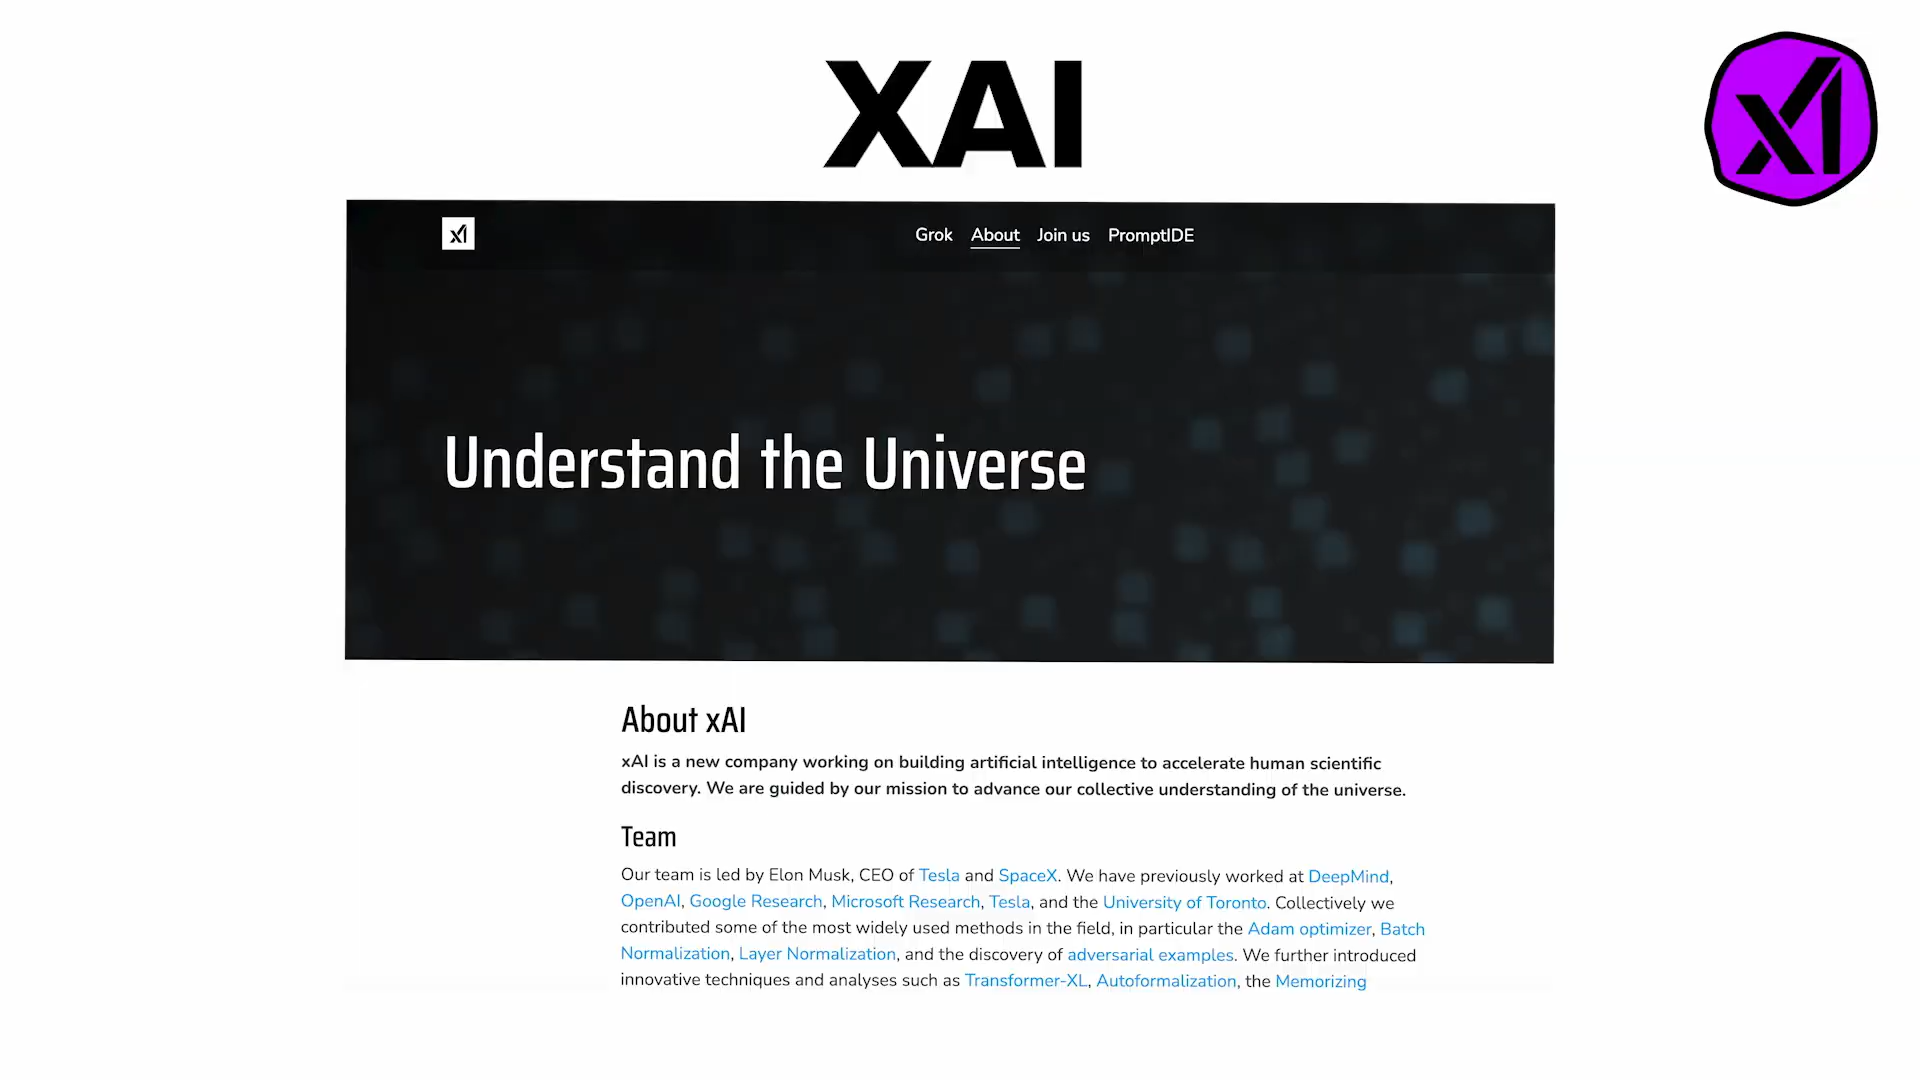 XAI
xAI
xAI
Grok About Join us PromptIDE
Understand the Universe
About xAI
xAI is a new company working on building artificial intelligence to accelerate human scientific
discovery. We are guided by our mission to advance our collective understanding of the universe.
Team
Our team is led by Elon Musk, CEO of Tesla and SpaceX. We have previously worked at DeepMind,
OpenAI, Google Research, Microsoft Research, Tesla, and the University of Toronto. Collectively we
contributed some of the most widely used methods in the field, in particular the Adam optimizer, Batch
Normalization, Layer Normalization, and the discovery of adversarial examples. We further introduced
innovative techniques and analyses such as Transformer-XL, Autoformalization, the Memorizing